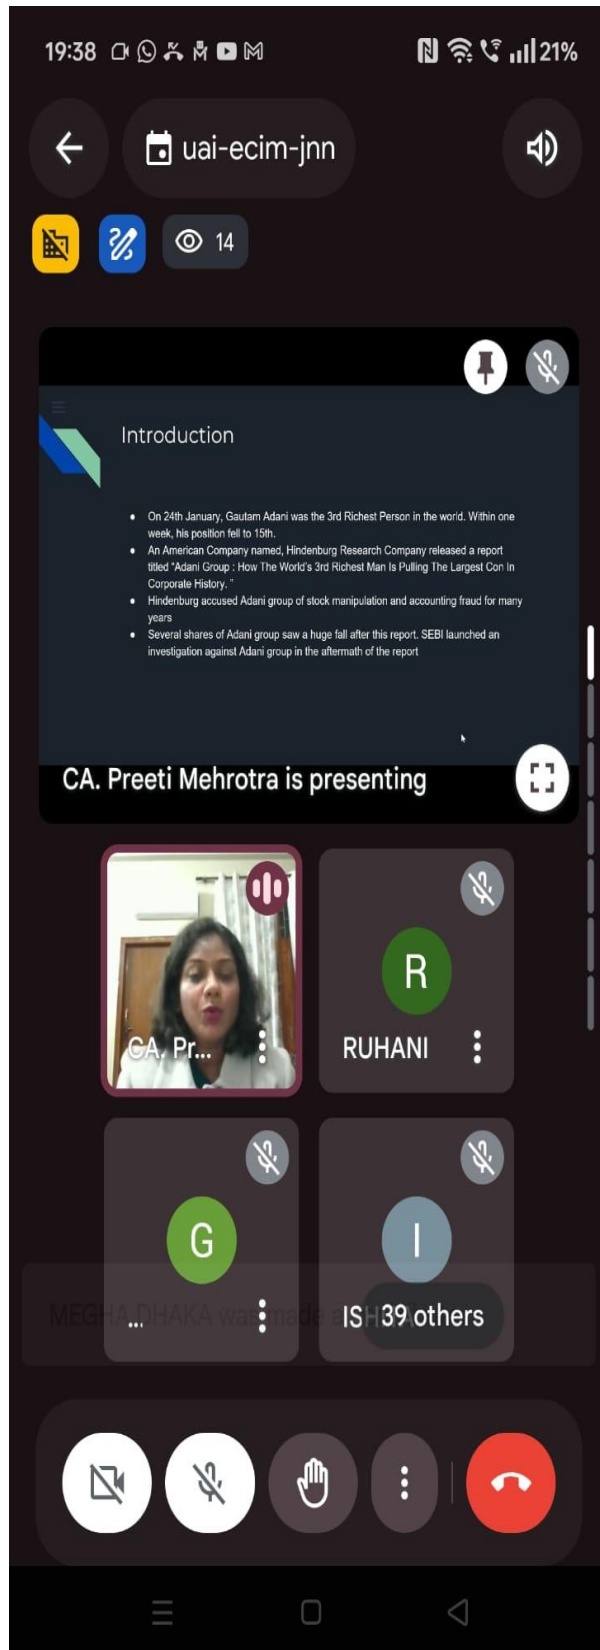 19:38
21%
uai-ecim-jnn
14
Introduction
On 24th January, Gautam Adani was the 3rd Richest Person in the world. Within one
week, his position fell to 15th.
An American Company named, Hindenburg Research Company released a report
titled “Adani Group : How The World's 3rd Richest Man Is Pulling The Largest Con In
Corporate History. ”
Hindenburg accused Adani group of stock manipulation and accounting fraud for many
years
Several shares of Adani group saw a huge fall after this report. SEBI launched an
investigation against Adani group in the aftermath of the report
CA. Preeti Mehrotra is presenting
CA. Pr...
R
RUHANI
G
...
I
IS
39 others
MEGHA DHAKA was made a